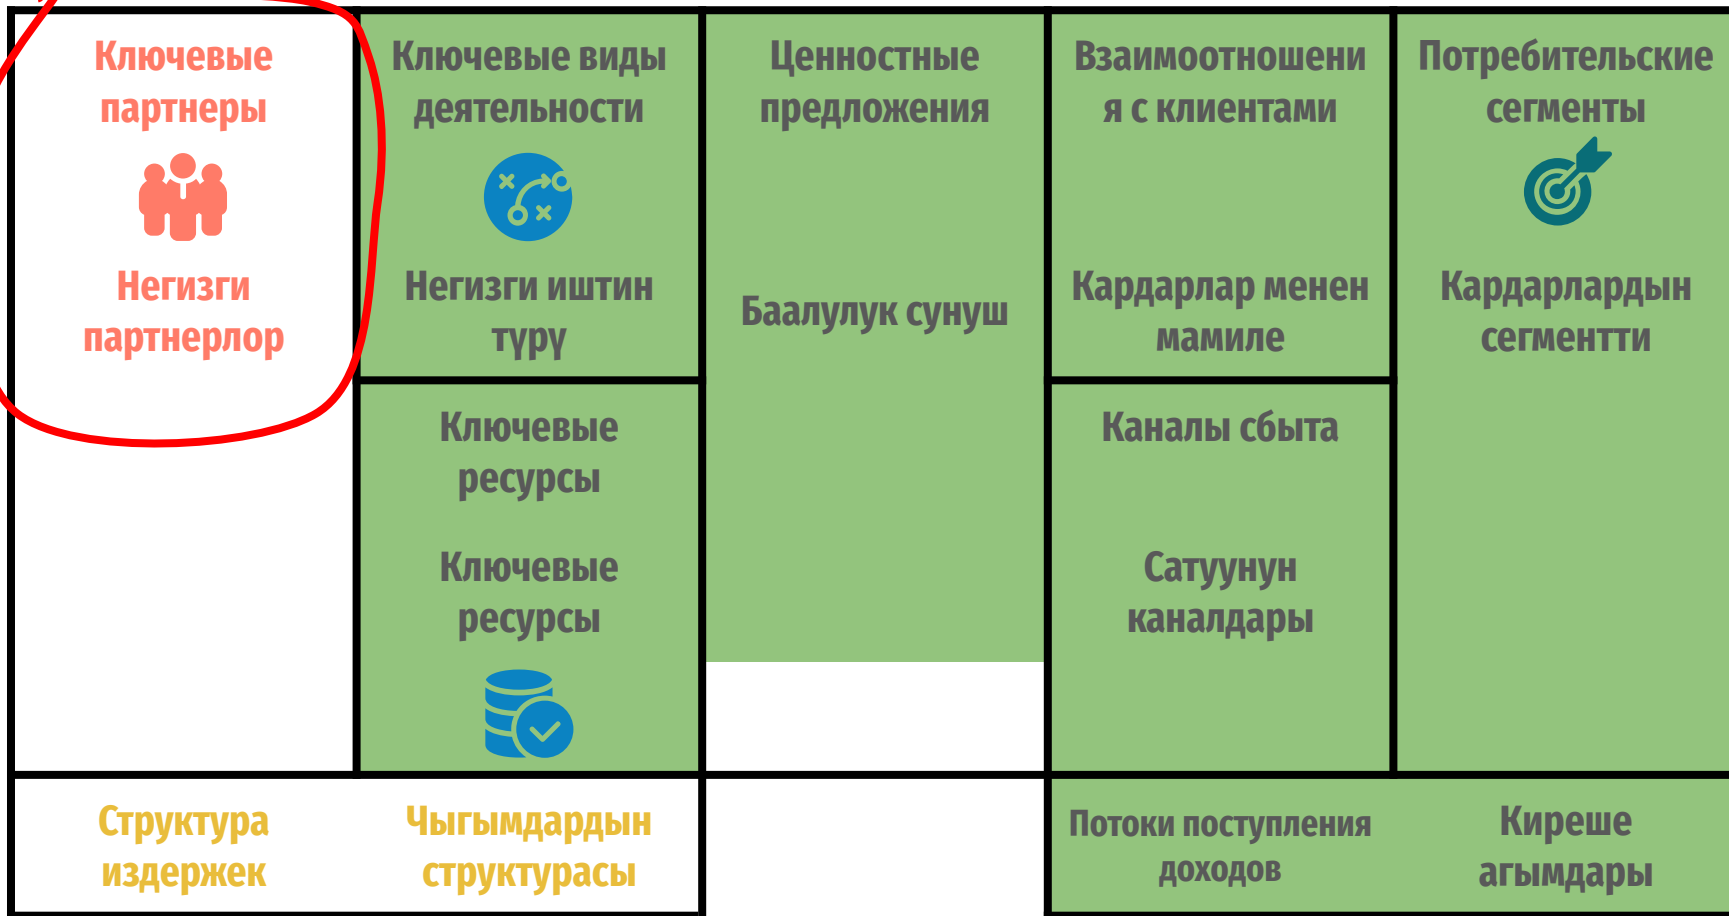 Ключевые
партнеры
Негизги
партнерлор
Ключевые виды
деятельности
Негизги иштин
түрү
Ключевые
ресурсы
Ключевые
ресурсы
Ценностные
предложения
Баалулук сунуш
Взаимоотношени
я с клиентами
Кардарлар менен
мамиле
Каналы сбыта
Сатуунун
каналдары
Потребительские
сегменты
Кардарлардын
сегментти
Структура
издержек
Чыгымдардын
структурасы
Потоки поступления
доходов
Киреше
агымдары